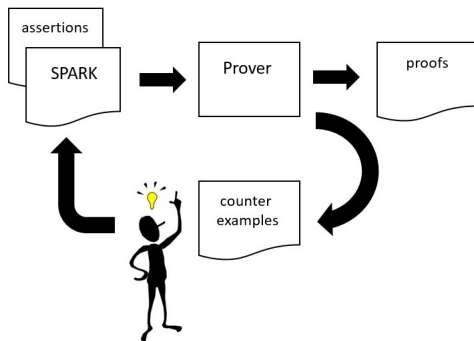 assertions
SPARK
Prover
proofs
counter
examples